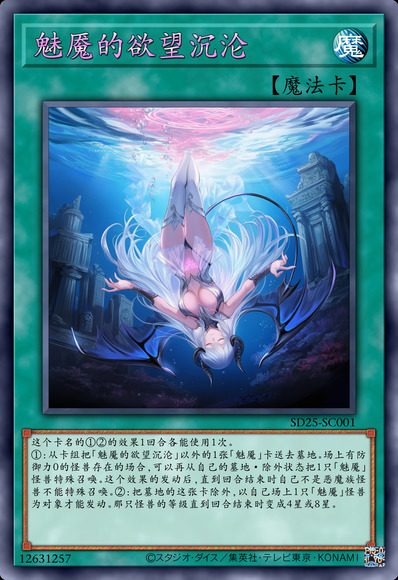 魅魇的欲望沉沦
魔
【魔法卡】
SD25-SC001
这个卡名的①②的效果1回合各能使用1次。
①:从卡组把「魅魇的欲望沉沦」以外的1张「魅魇」卡送去墓地。场上有防
御力0的怪兽存在的场合,可以再从自己的墓地·除外状态把1只「魅魇」
怪兽特殊召唤。这个效果的发动后,直到回合结束时自己不是恶魔族怪
兽不能特殊召唤。②:把墓地的这张卡除外,以自己场上1只「魅魇」怪兽
为对象才能发动。那只怪兽的等级直到回合结束时变成4星或8星。
12631257
©スタジオ・ダイス／集英社・テレビ東京・KONAMI